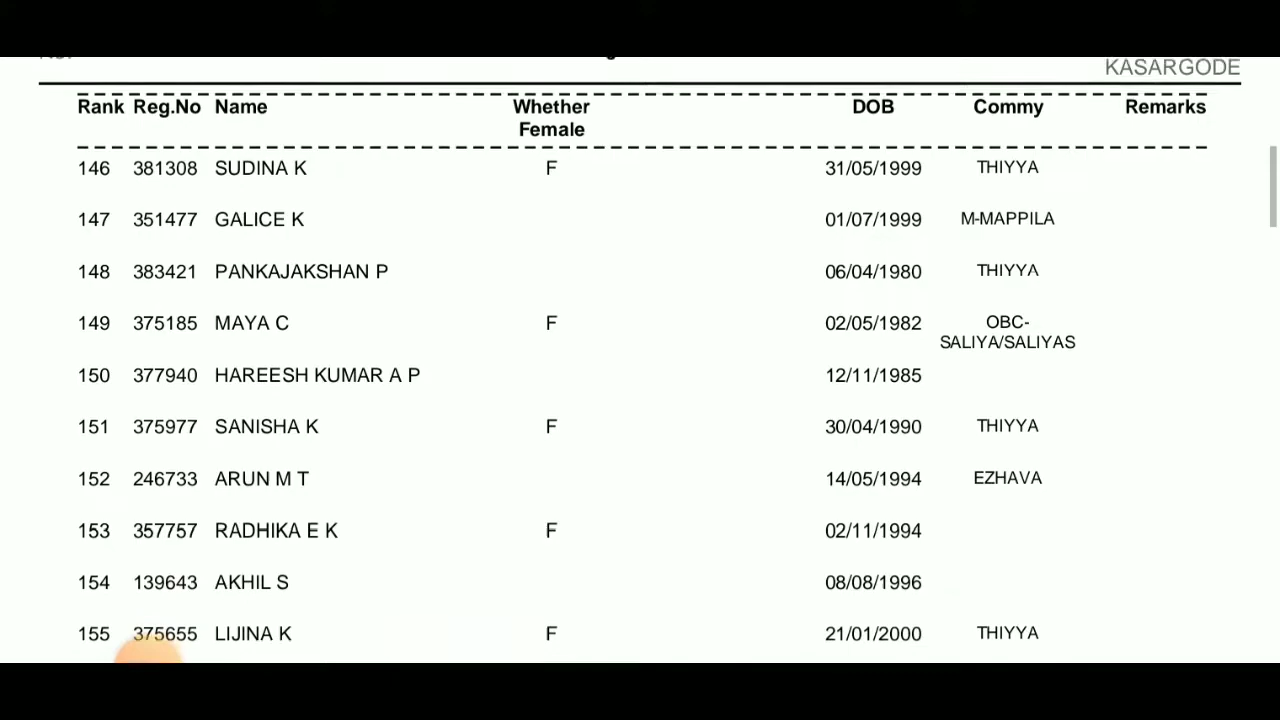 KASARGODE
Rank Reg.No Name Whether Female DOB Commy Remarks
146 381308 SUDINA K F 31/05/1999 THIYYA
147 351477 GALICE K 01/07/1999 M-MAPPILA
148 383421 PANKAJAKSHAN P 06/04/1980 THIYYA
149 375185 MAYA C F 02/05/1982 OBC-
SALIYA/SALIYAS
150 377940 HAREESH KUMAR A P 12/11/1985
151 375977 SANISHA K F 30/04/1990 THIYYA
152 246733 ARUN M T 14/05/1994 EZHAVA
153 357757 RADHIKA E K F 02/11/1994
154 139643 AKHIL S 08/08/1996
155 375655 LIJINA K F 21/01/2000 THIYYA